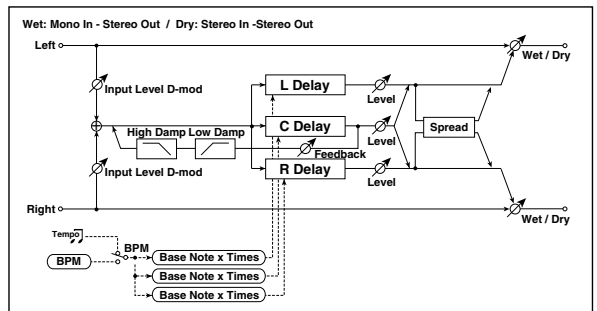 Wet: Mono In - Stereo Out / Dry: Stereo In -Stereo Out
Left
Wet / Dry
Input Level D-mod
L Delay
Level
High Damp Low Damp
C Delay
Level
Spread
Feedback
Input Level D-mod
R Delay
Level
Right
Wet / Dry
Tempo
BPM
BPM
Base Note x Times
Base Note x Times
Base Note x Times